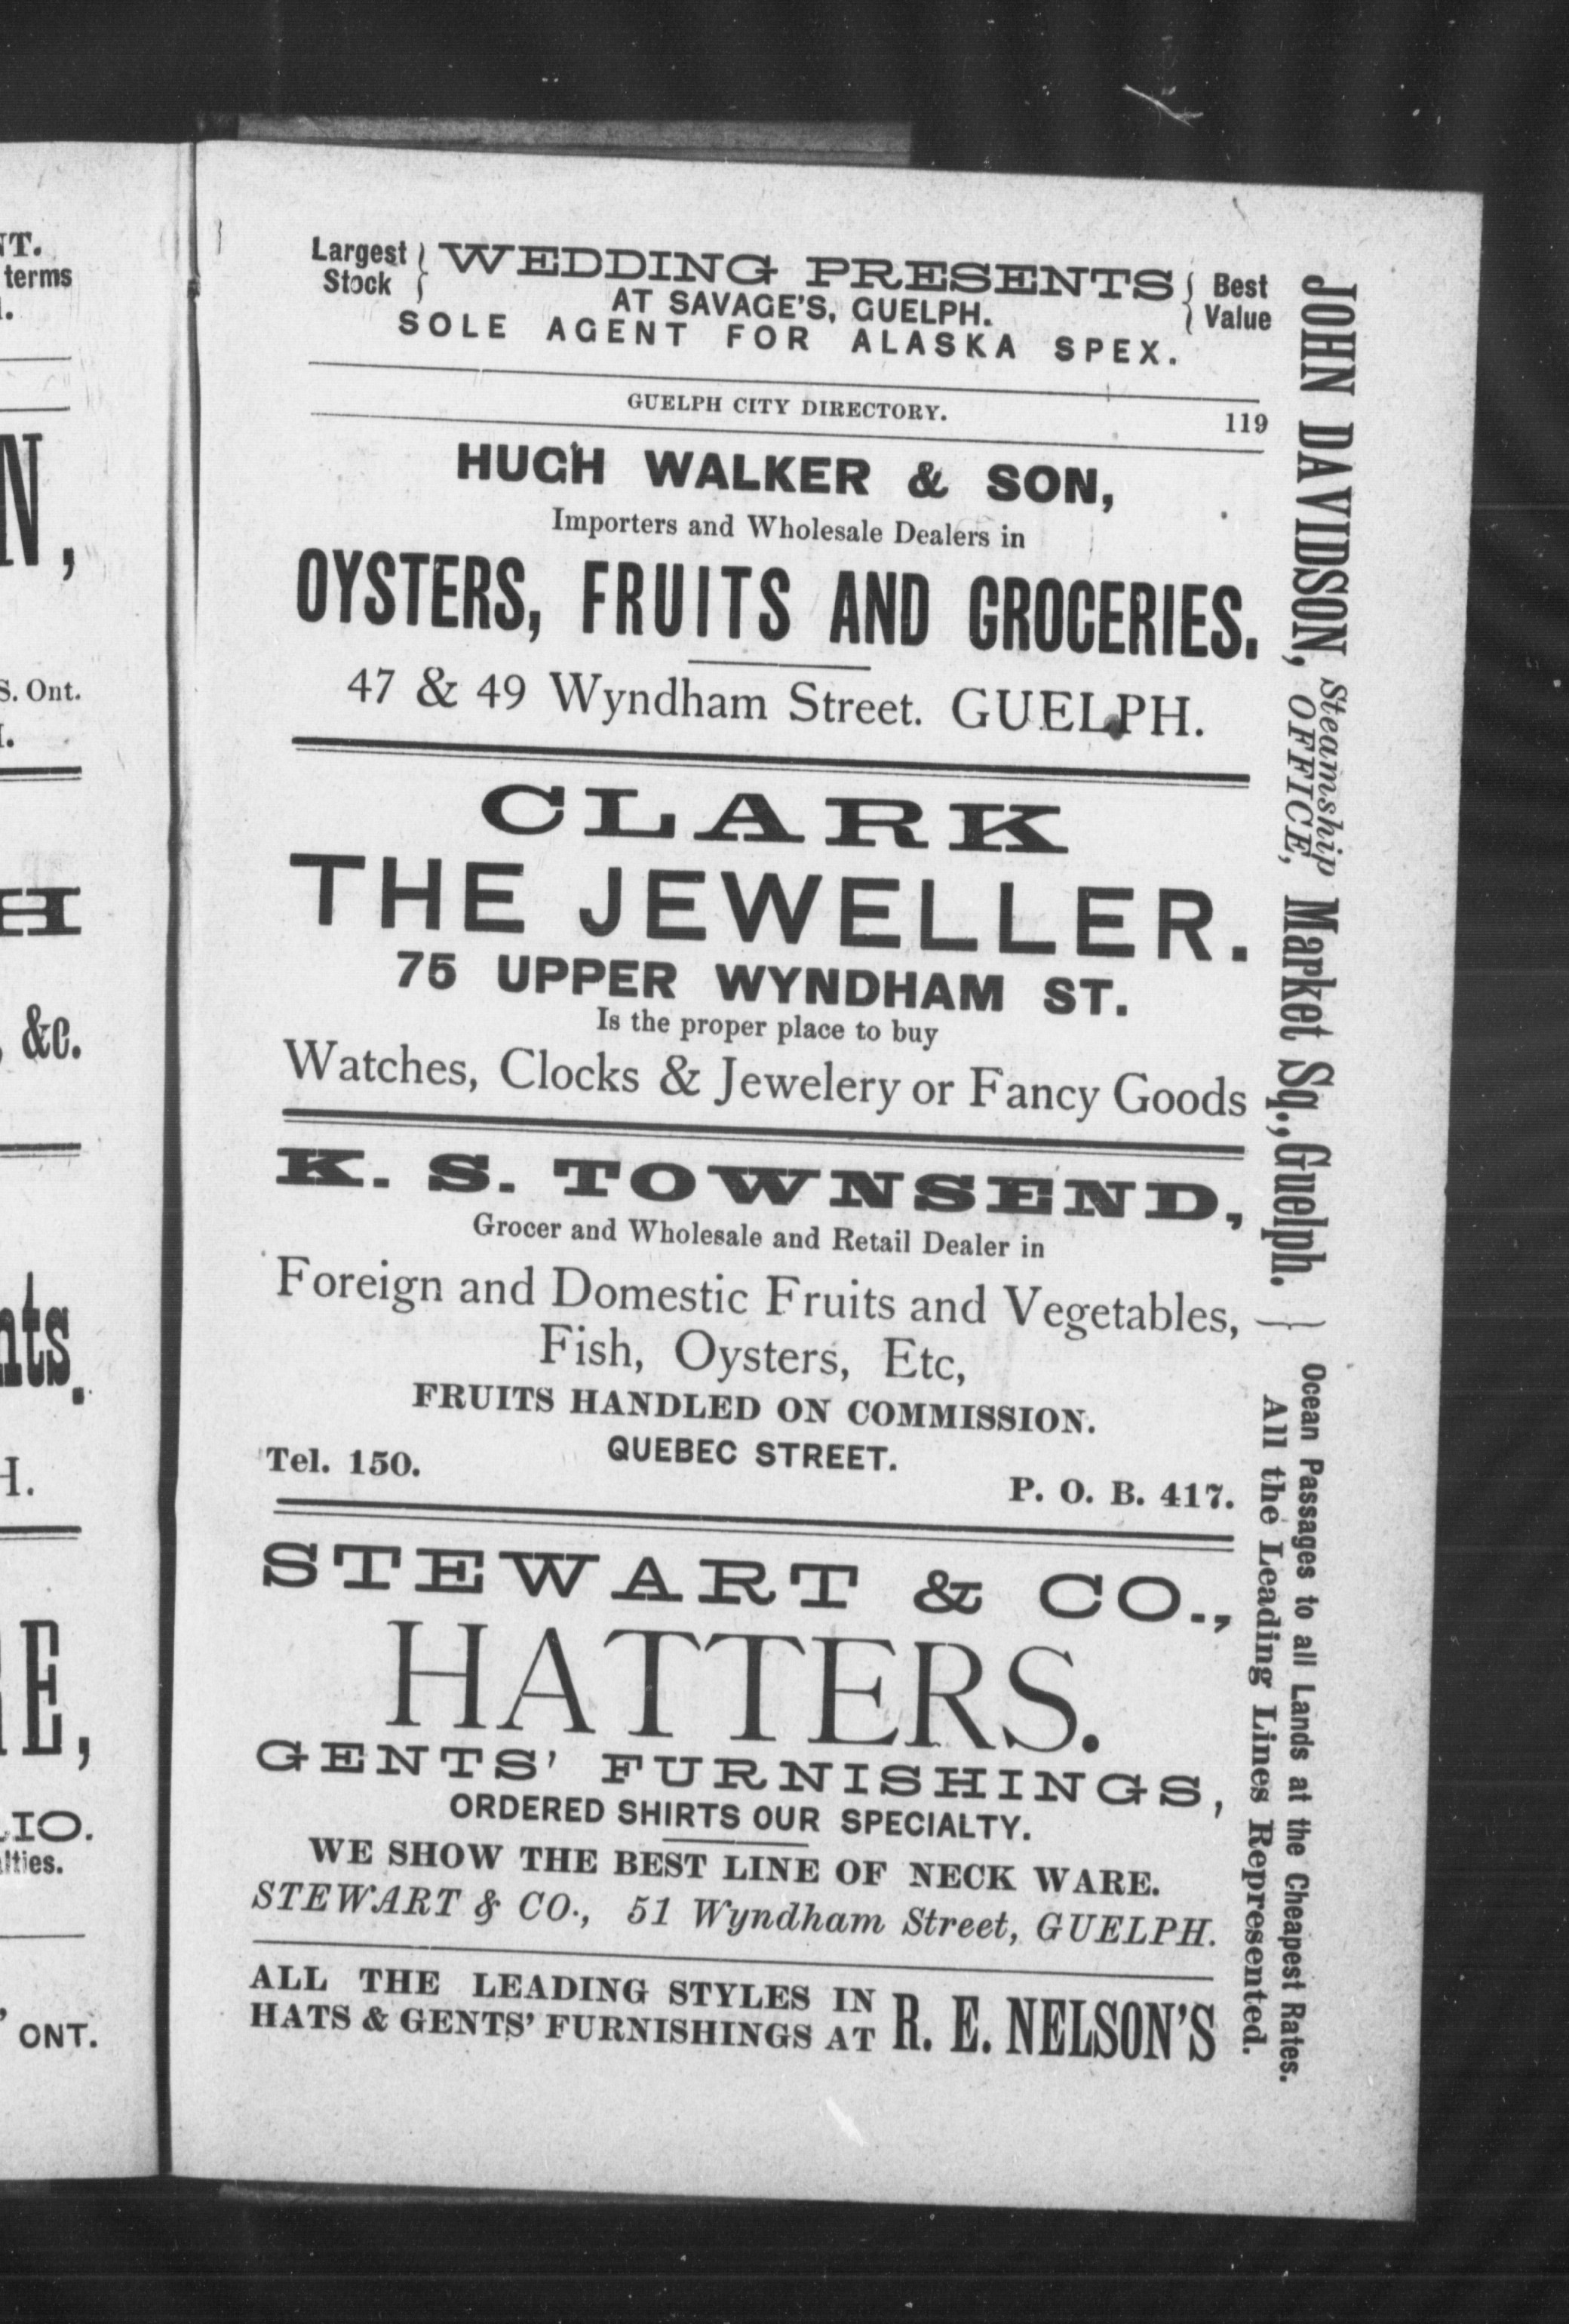 Largest Stock } WEDDING PRESENTS { Best Value
AT SAVAGE'S, GUELPH.
SOLE AGENT FOR ALASKA SPEX.
GUELPH CITY DIRECTORY. 119
HUGH WALKER & SON,
Importers and Wholesale Dealers in
OYSTERS, FRUITS AND GROCERIES.
47 & 49 Wyndham Street. GUELPH.
CLARK
THE JEWELLER.
75 UPPER WYNDHAM ST.
Is the proper place to buy
Watches, Clocks & Jewelery or Fancy Goods
K. S. TOWNSEND,
Grocer and Wholesale and Retail Dealer in
Foreign and Domestic Fruits and Vegetables,
Fish, Oysters, Etc,
FRUITS HANDLED ON COMMISSION.
QUEBEC STREET.
Tel. 150. P. O. B. 417.
STEWART & CO.,
HATTERS.
GENTS' FURNISHINGS,
ORDERED SHIRTS OUR SPECIALTY.
WE SHOW THE BEST LINE OF NECK WARE.
STEWART & CO., 51 Wyndham Street, GUELPH.
ALL THE LEADING STYLES IN
HATS & GENTS' FURNISHINGS AT R. E. NELSON'S
JOHN DAVIDSON, Steamship OFFICE, Market Sq., Guelph. }
Ocean Passages to all Lands at the Cheapest Rates.
All the Leading Lines Represented.
terms
S. Ont.
&c.
ONT.